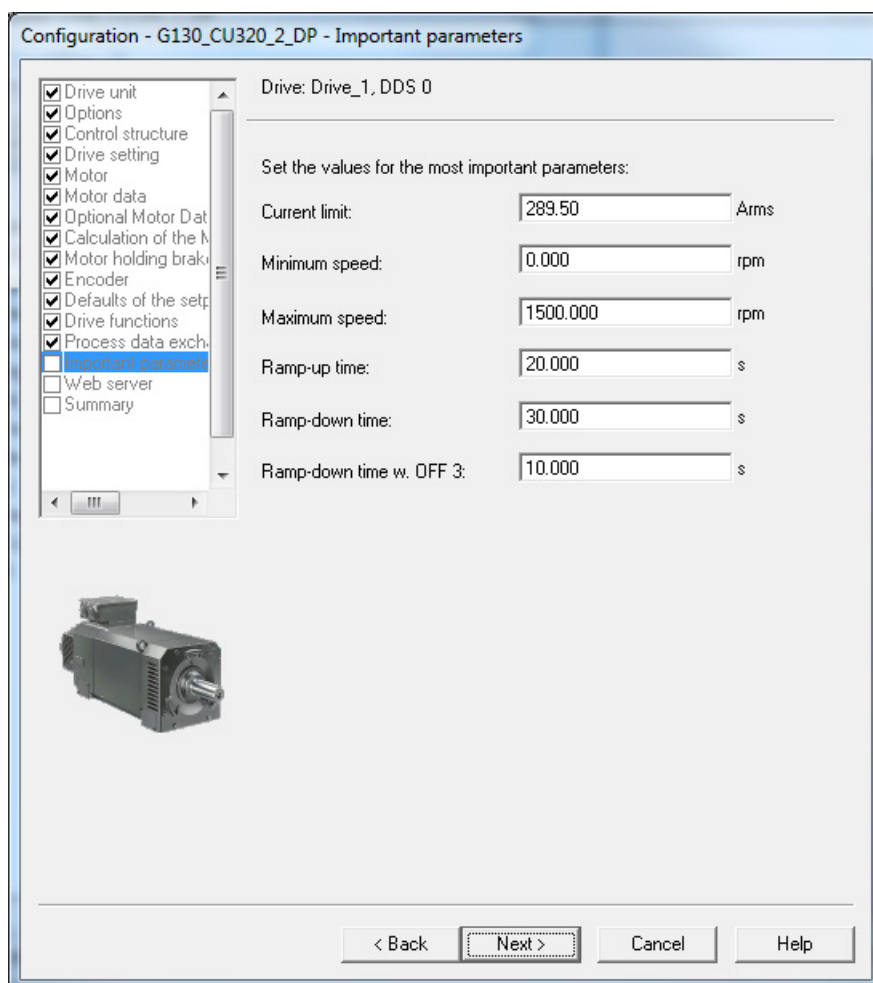 Configuration - G130_CU320_2_DP - Important parameters
Drive unit
Options
Control structure
Drive setting
Motor
Motor data
Optional Motor Dat
Calculation of the M
Motor holding brak
Encoder
Defaults of the setp
Drive functions
Process data exch
Important paramete
Web server
Summary
Drive: Drive_1, DDS 0
Set the values for the most important parameters:
Current limit: 289.50 Arms
Minimum speed: 0.000 rpm
Maximum speed: 1500.000 rpm
Ramp-up time: 20.000 s
Ramp-down time: 30.000 s
Ramp-down time w. OFF 3: 10.000 s
< Back Next > Cancel Help